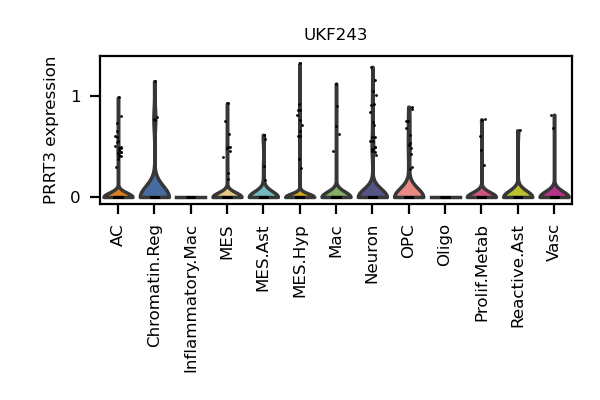 UKF243
PRRT3 expression
1
0
AC
Chromatin.Reg
Inflammatory.Mac
MES
MES.Ast
MES.Hyp
Mac
Neuron
OPC
Oligo
Prolif.Metab
Reactive.Ast
Vasc